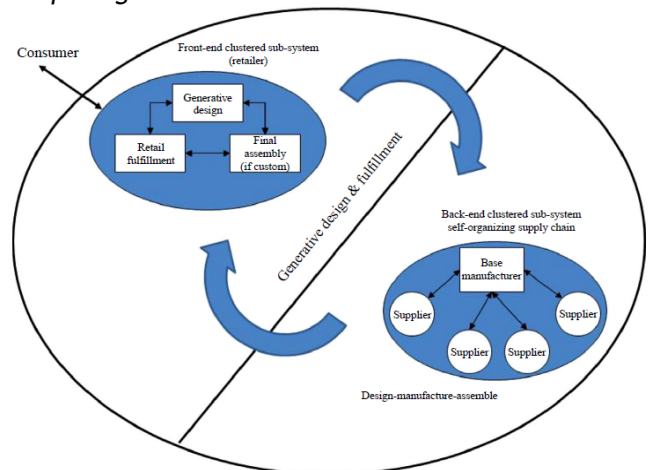 Consumer
Front-end clustered sub-system
(retailer)
Generative
design
Retail
fulfillment
Final
assembly
(if custom)
Generative design & fulfillment
Back-end clustered sub-system
self-organizing supply chain
Base
manufacturer
Supplier
Supplier
Supplier
Supplier
Design-manufacture-assemble